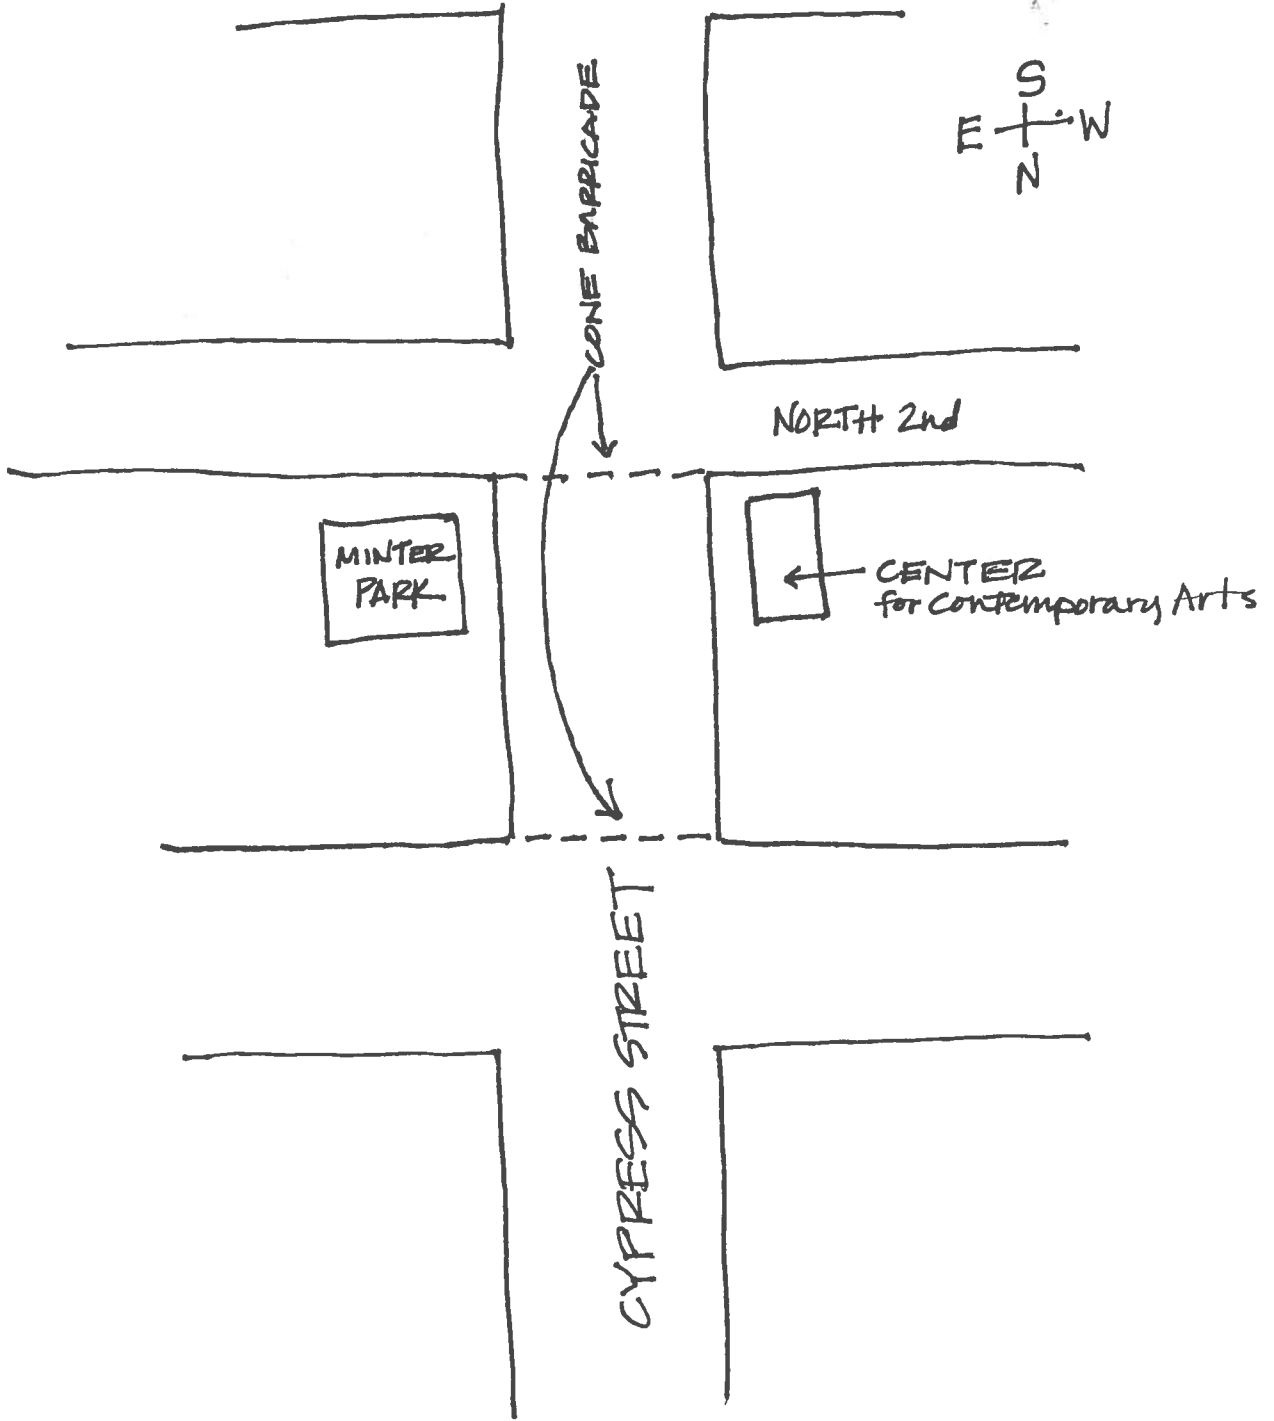 CONE BARRICADE
S
E W
N
NORTH 2nd
MINTER
PARK
CENTER
for Contemporary Arts
CYPRESS STREET